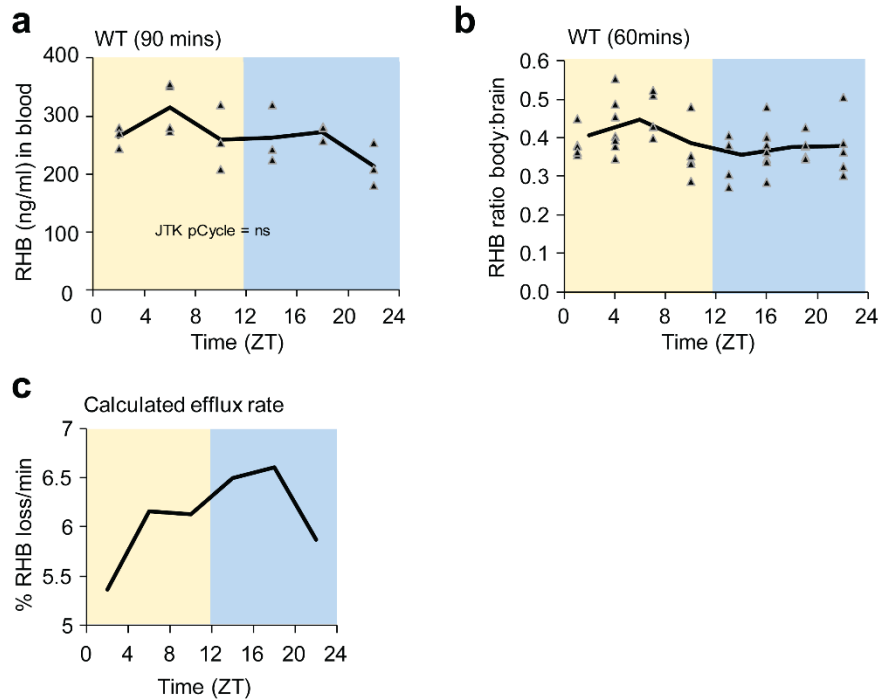 a
WT (90 mins)
400
300
200
100
0
RHB (ng/ml) in blood
JTK pCycle = ns
0 4 8 12 16 20 24
Time (ZT)
b
WT (60mins)
0.6
0.5
0.4
0.3
0.2
0.1
0.0
RHB ratio body:brain
0 4 8 12 16 20 24
Time (ZT)
c
Calculated efflux rate
7
6.5
6
5.5
5
% RHB loss/min
0 4 8 12 16 20 24
Time (ZT)